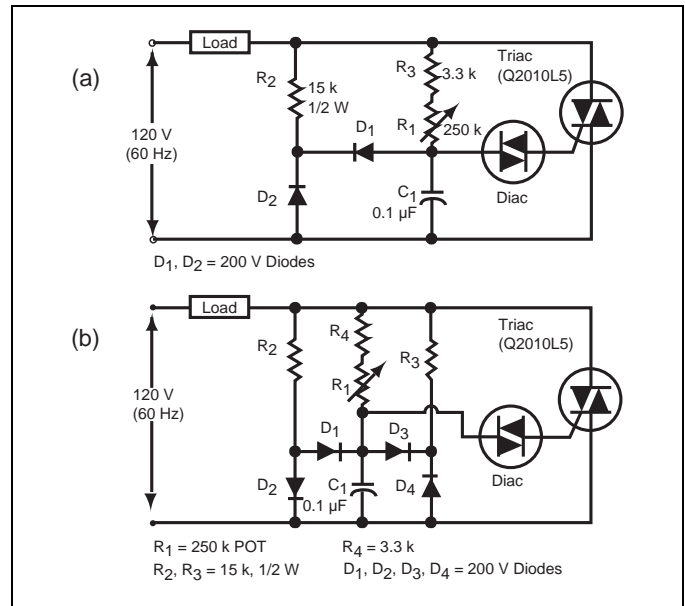 (a)
Load
R2
15 k
1/2 W
R3
3.3 k
R1
250 k
Triac
(Q2010L5)
120 V
(60 Hz)
D1
D2
C1
0.1 µF
Diac
D1, D2 = 200 V Diodes
(b)
Load
R2
R4
R1
R3
Triac
(Q2010L5)
120 V
(60 Hz)
D1
D3
D2
C1
0.1 µF
D4
Diac
R1 = 250 k POT
R4 = 3.3 k
R2, R3 = 15 k, 1/2 W
D1, D2, D3, D4 = 200 V Diodes